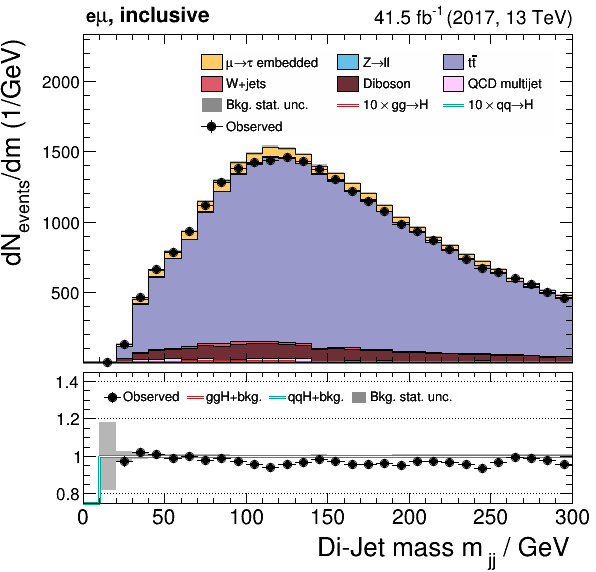 eμ, inclusive 41.5 fb⁻¹ (2017, 13 TeV)
dN_events/dm (1/GeV)
μ→τ embedded Z→ll tt̄
W+jets Diboson QCD multijet
Bkg. stat. unc. 10 × gg→H 10 × qq→H
Observed
2000
1500
1000
500
1.4
Observed ggH+bkg. qqH+bkg. Bkg. stat. unc.
1.2
1
0.8
0 50 100 150 200 250 300
Di-Jet mass m_jj / GeV